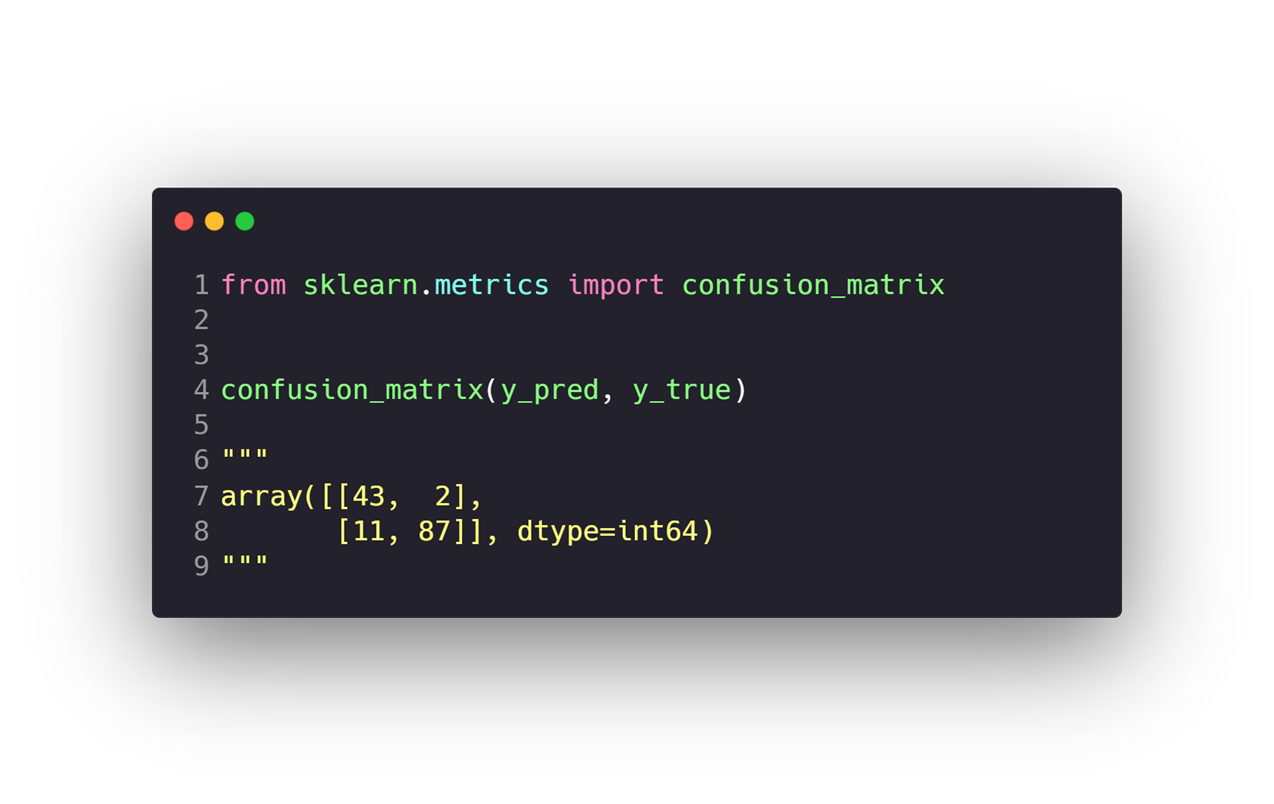 1 from sklearn.metrics import confusion_matrix
2
3
4 confusion_matrix(y_pred, y_true)
5
6 """
7 array([[43,  2],
8        [11, 87]], dtype=int64)
9 """